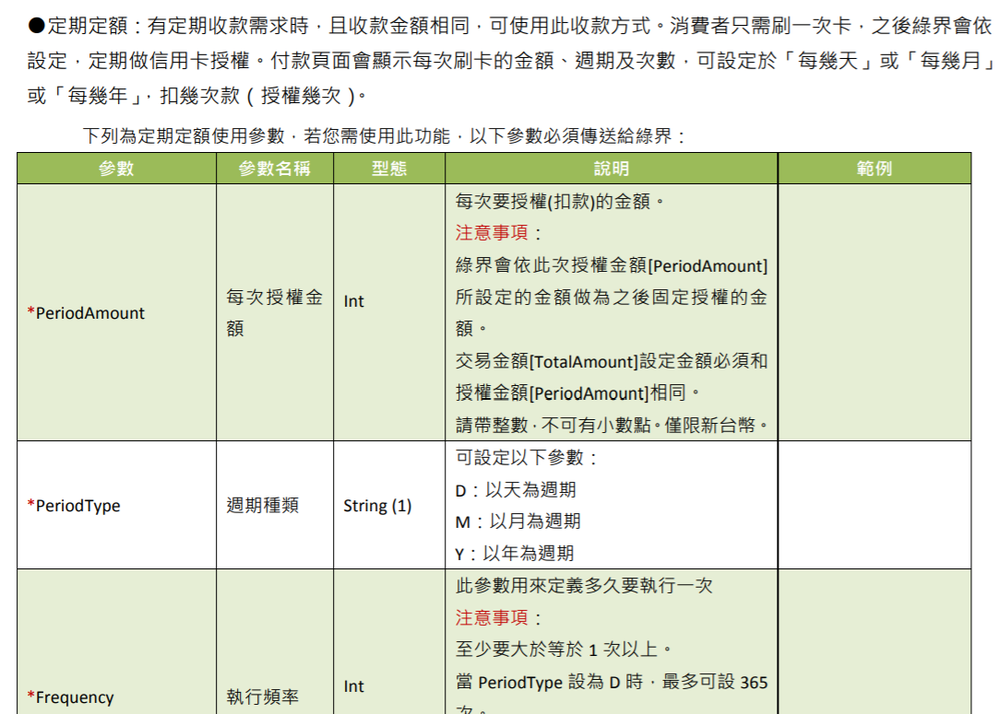 ●定期定額：有定期收款需求時，且收款金額相同，可使用此收款方式。消費者只需刷一次卡，之後綠界會依
設定，定期做信用卡授權。付款頁面會顯示每次刷卡的金額、週期及次數，可設定於「每幾天」或「每幾月」
或「每幾年」，扣幾次款（授權幾次）。
下列為定期定額使用參數，若您需使用此功能，以下參數必須傳送給綠界：
參數 參數名稱 型態 說明 範例
*PeriodAmount
每次授權金
額
Int
每次要授權(扣款)的金額。
注意事項：
綠界會依此次授權金額[PeriodAmount]
所設定的金額做為之後固定授權的金
額。
交易金額[TotalAmount]設定金額必須和
授權金額[PeriodAmount]相同。
請帶整數，不可有小數點。僅限新台幣。
*PeriodType
週期種類
String (1)
可設定以下參數：
D：以天為週期
M：以月為週期
Y：以年為週期
*Frequency
執行頻率
Int
此參數用來定義多久要執行一次
注意事項：
至少要大於等於 1 次以上。
當 PeriodType 設為 D 時，最多可設 365
次。